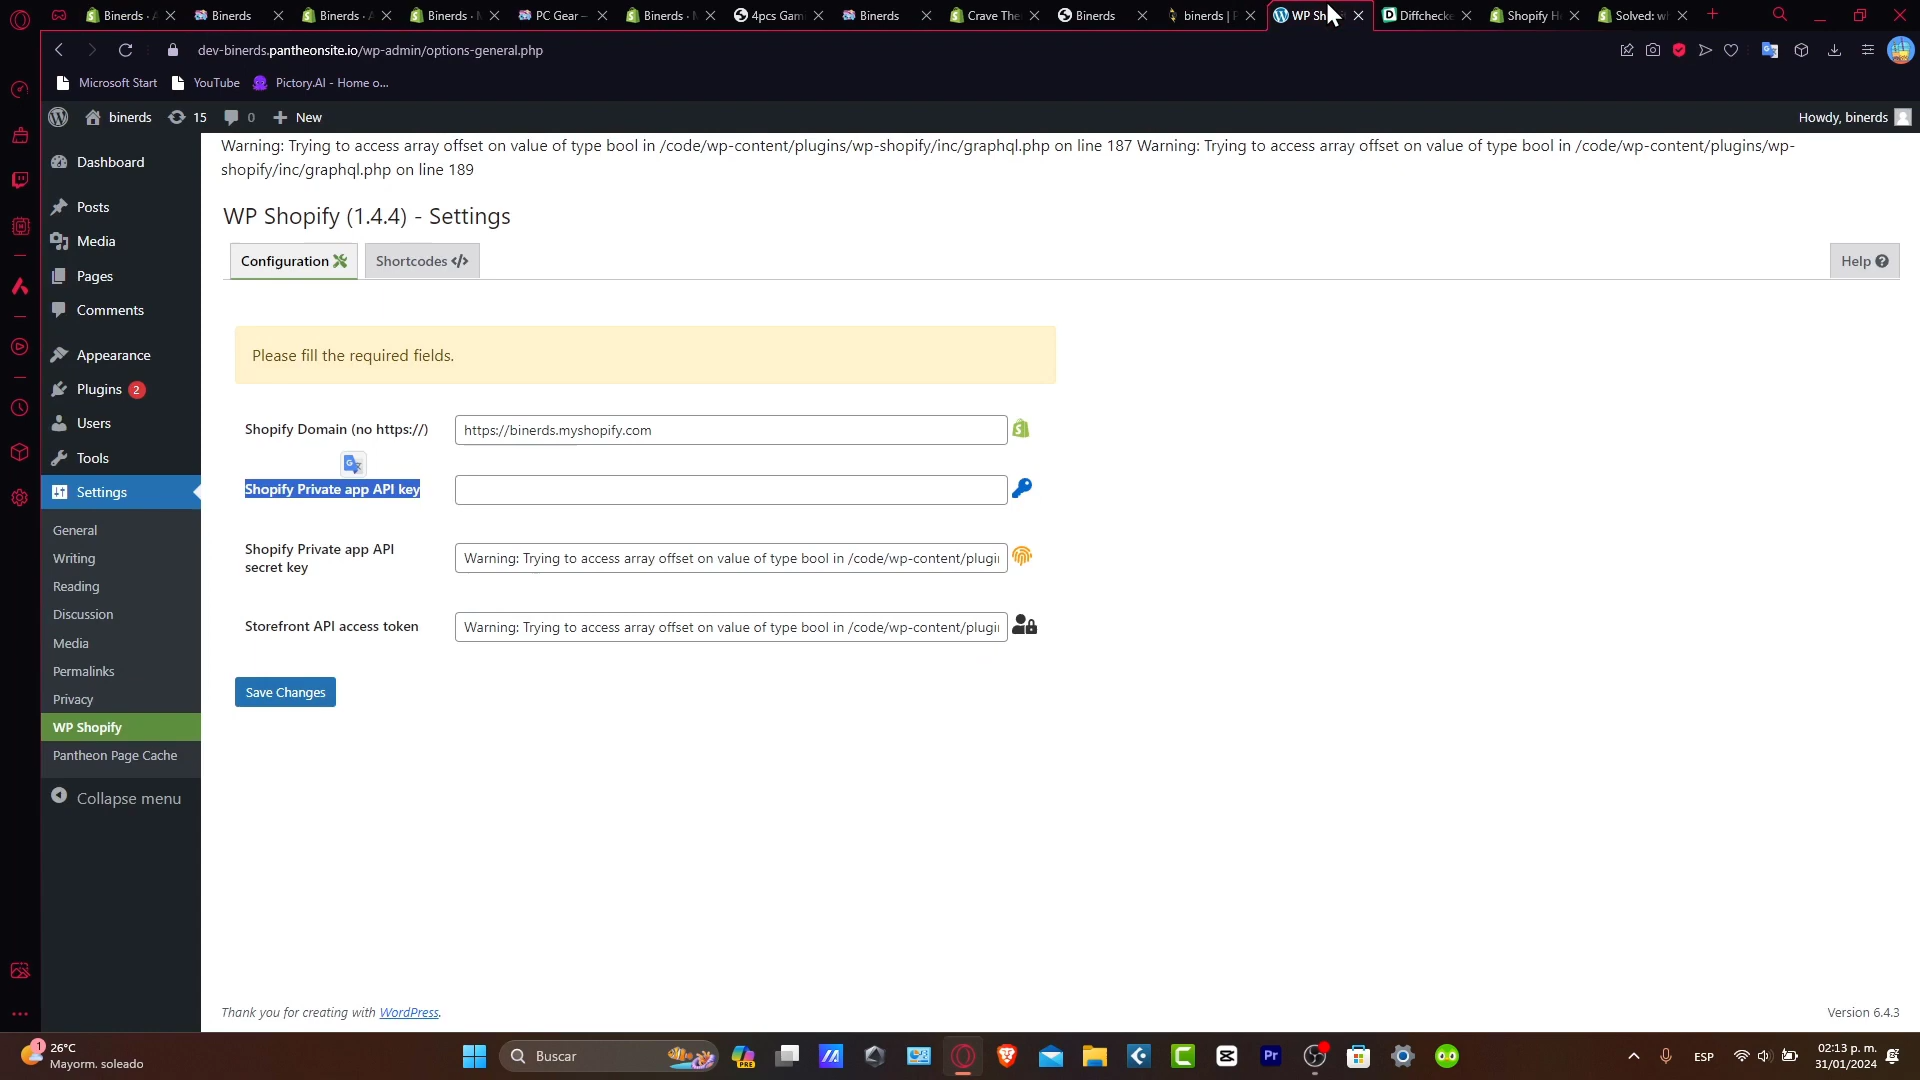 Binerds · A
Binerds
Binerds · A
Binerds ·
PC Gear –
Binerds ·
4pcs Gam
Binerds
Crave The
Binerds
binerds | P
WP Sh
Diffchecke
Shopify H
Solved: w
dev-binerds.pantheonsite.io/wp-admin/options-general.php
Microsoft Start
YouTube
Pictory.AI - Home o...
binerds
15
0
New
Howdy, binerds
Warning: Trying to access array offset on value of type bool in /code/wp-content/plugins/wp-shopify/inc/graphql.php on line 187 Warning: Trying to access array offset on value of type bool in /code/wp-content/plugins/wp-
shopify/inc/graphql.php on line 189
Dashboard
Posts
Media
Pages
Comments
Appearance
Plugins 2
Users
Tools
Settings
General
Writing
Reading
Discussion
Media
Permalinks
Privacy
WP Shopify
Pantheon Page Cache
Collapse menu
WP Shopify (1.4.4) - Settings
Configuration
Shortcodes
Help
Please fill the required fields.
Shopify Domain (no https://)
https://binerds.myshopify.com
Shopify Private app API key
Shopify Private app API
secret key
Warning: Trying to access array offset on value of type bool in /code/wp-content/plugi
Storefront API access token
Warning: Trying to access array offset on value of type bool in /code/wp-content/plugi
Save Changes
Thank you for creating with WordPress.
Version 6.4.3
1
26°C
Mayorm. soleado
Buscar
PRE
Pr
ESP
02:13 p. m.
31/01/2024